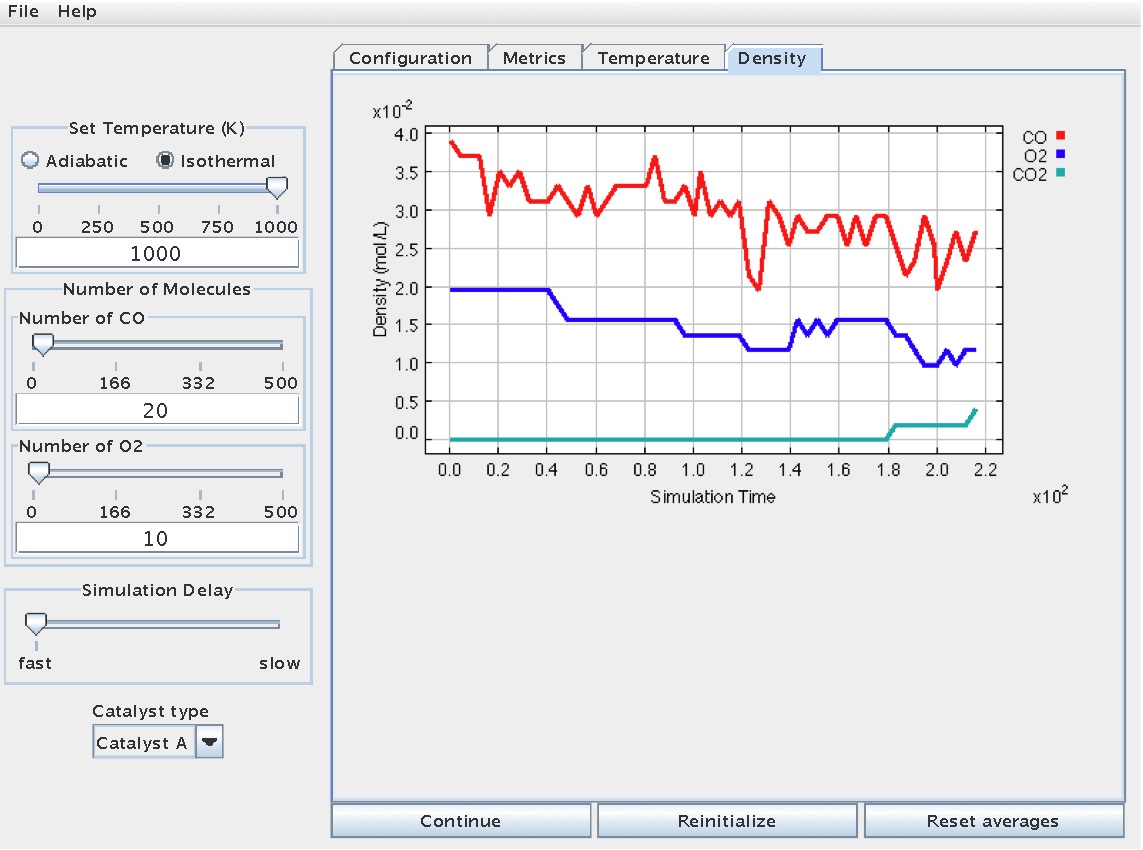 File Help
Configuration Metrics Temperature Density
Set Temperature (K)
Adiabatic Isothermal
0 250 500 750 1000
1000
Number of Molecules
Number of CO
0 166 332 500
20
Number of O2
0 166 332 500
10
Simulation Delay
fast slow
Catalyst type
Catalyst A
x10-2
4.0
3.5
3.0
2.5
2.0
1.5
1.0
0.5
0.0
Density (mol/L)
0.0 0.2 0.4 0.6 0.8 1.0 1.2 1.4 1.6 1.8 2.0 2.2
Simulation Time
x102
CO
O2
CO2
Continue Reinitialize Reset averages